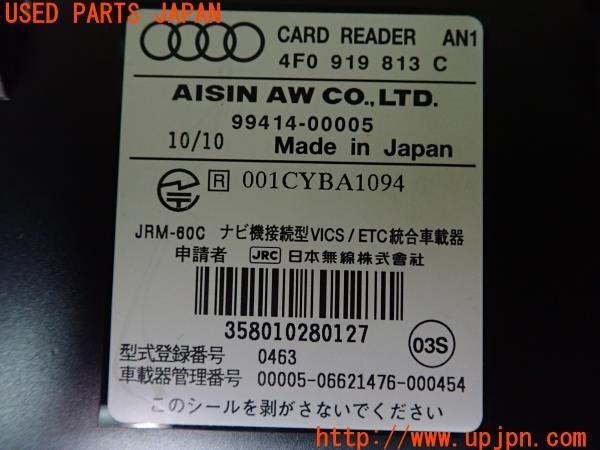 USED PARTS JAPAN
CARD READER AN1
4F0 919 813 C
AISIN AW CO.,LTD.
99414-00005
10/10 Made in Japan
R 001CYBA1094
JRM-60C ナビ機接続型VICS/ETC統合車載器
申請者 JRC 日本無線株式會社
358010280127
03S
型式登録番号 0463
車載器管理番号 00005-06621476-000454
このシールを剥がさないでください
http://www.upjpn.com